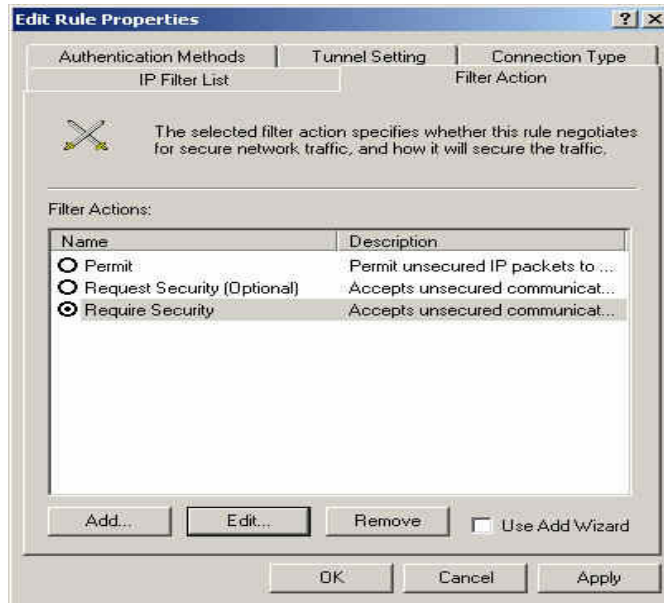 Edit Rule Properties
Authentication Methods Tunnel Setting Connection Type
IP Filter List Filter Action
The selected filter action specifies whether this rule negotiates
for secure network traffic, and how it will secure the traffic.
Filter Actions:
Name Description
Permit Permit unsecured IP packets to ...
Request Security (Optional) Accepts unsecured communicat...
Require Security Accepts unsecured communicat...
Add... Edit... Remove Use Add Wizard
OK Cancel Apply